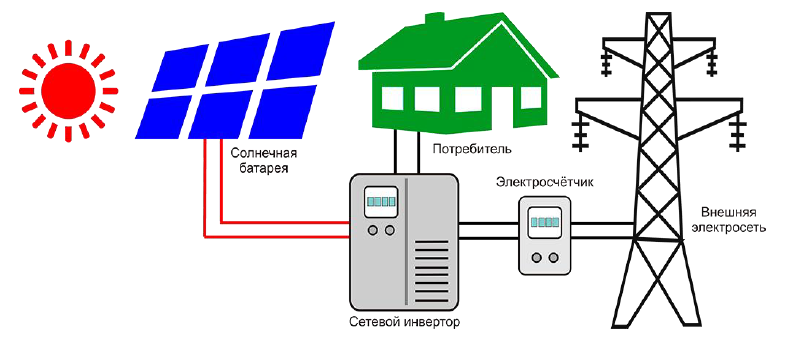 Солнечная
батарея
Потребитель
Электросчётчик
Внешняя
электросеть
Сетевой инвертор